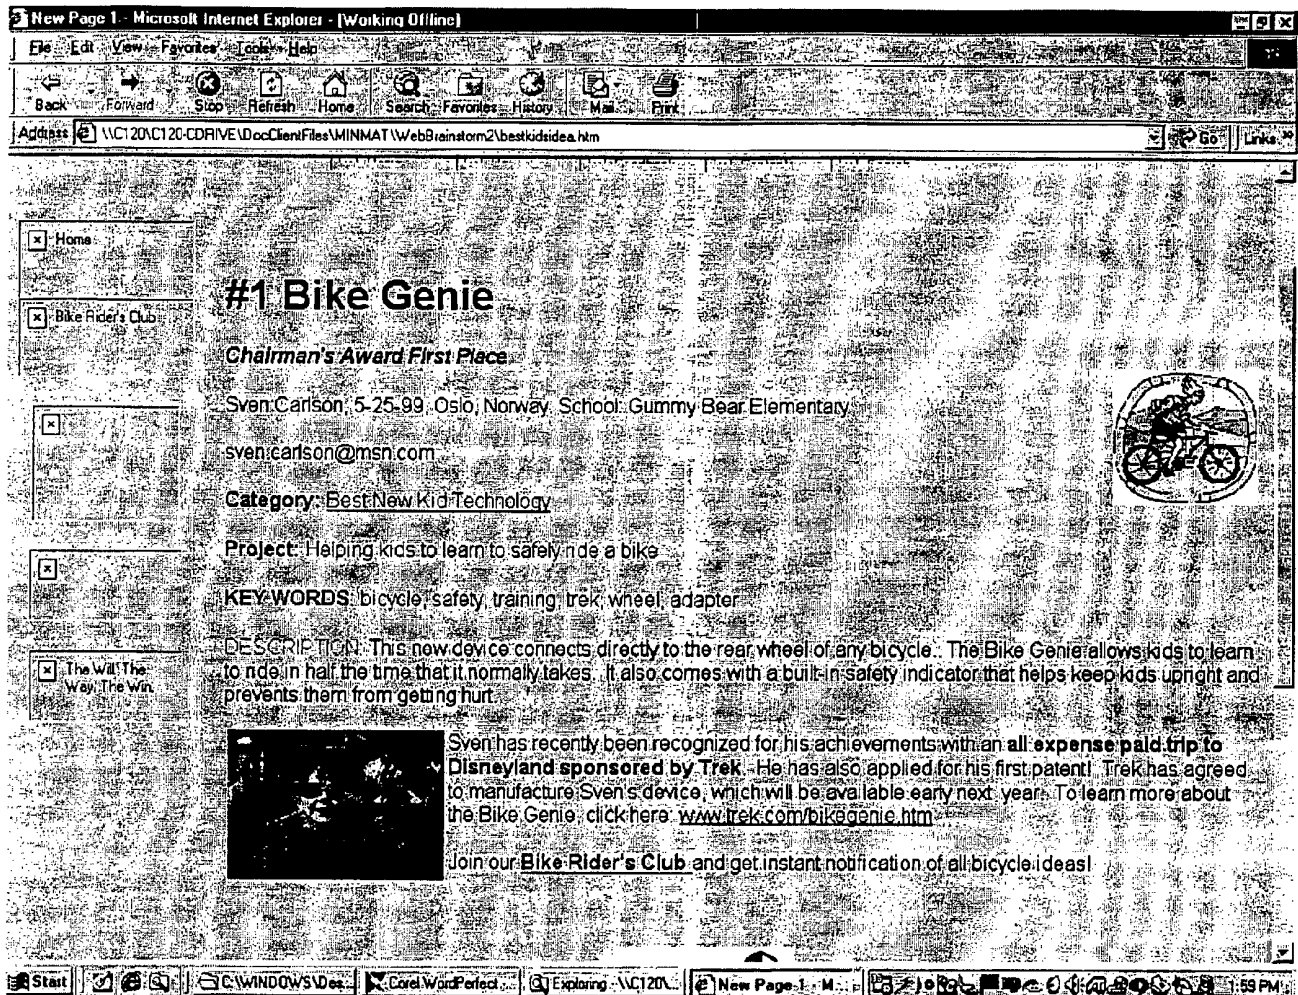 New Page 1 - Microsoft Internet Explorer - [Working Offline]
File Edit View Favorites Tools Help
Back Forward Stop Refresh Home Search Favorites History Mail Print
Address \\C120\C120-CDRIVE\DocClientFiles\MINMAT\WebBrainstorm2\bestkidsidea.htm Go Links »
Home
Bike Rider's Club
The Will! The
Way, The Win.
#1 Bike Genie
Chairman's Award First Place
Sven Carlson, 5-25-99 Oslo, Norway, School: Gummy Bear Elementary
sven.carlson@msn.com
Category: Best New Kid Technology
Project: Helping kids to learn to safely ride a bike
KEY WORDS: bicycle, safety, training, trek, wheel, adapter
DESCRIPTION: This new device connects directly to the rear wheel of any bicycle. The Bike Genie allows kids to learn
to ride in half the time that it normally takes. It also comes with a built-in safety indicator that helps keep kids upright and
prevents them from getting hurt.
Sven has recently been recognized for his achievements with an all expense paid trip to
Disneyland sponsored by Trek. He has also applied for his first patent! Trek has agreed
to manufacture Sven's device, which will be available early next year. To learn more about
the Bike Genie, click here: www.trek.com/bikegenie.htm
Join our Bike Rider's Club and get instant notification of all bicycle ideas!
Start C:\WINDOWS\Des... Corel WordPerfect ... Exploring - \\C120\... New Page 1 - M... 1:59 PM